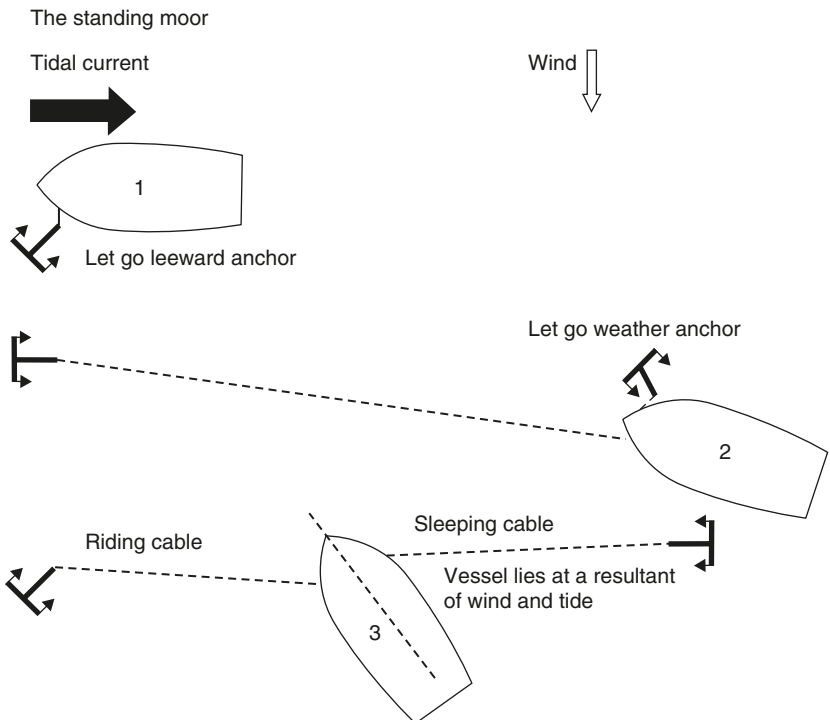 The standing moor
Tidal current
Wind
1
Let go leeward anchor
Let go weather anchor
2
Riding cable
Sleeping cable
Vessel lies at a resultant
of wind and tide
3